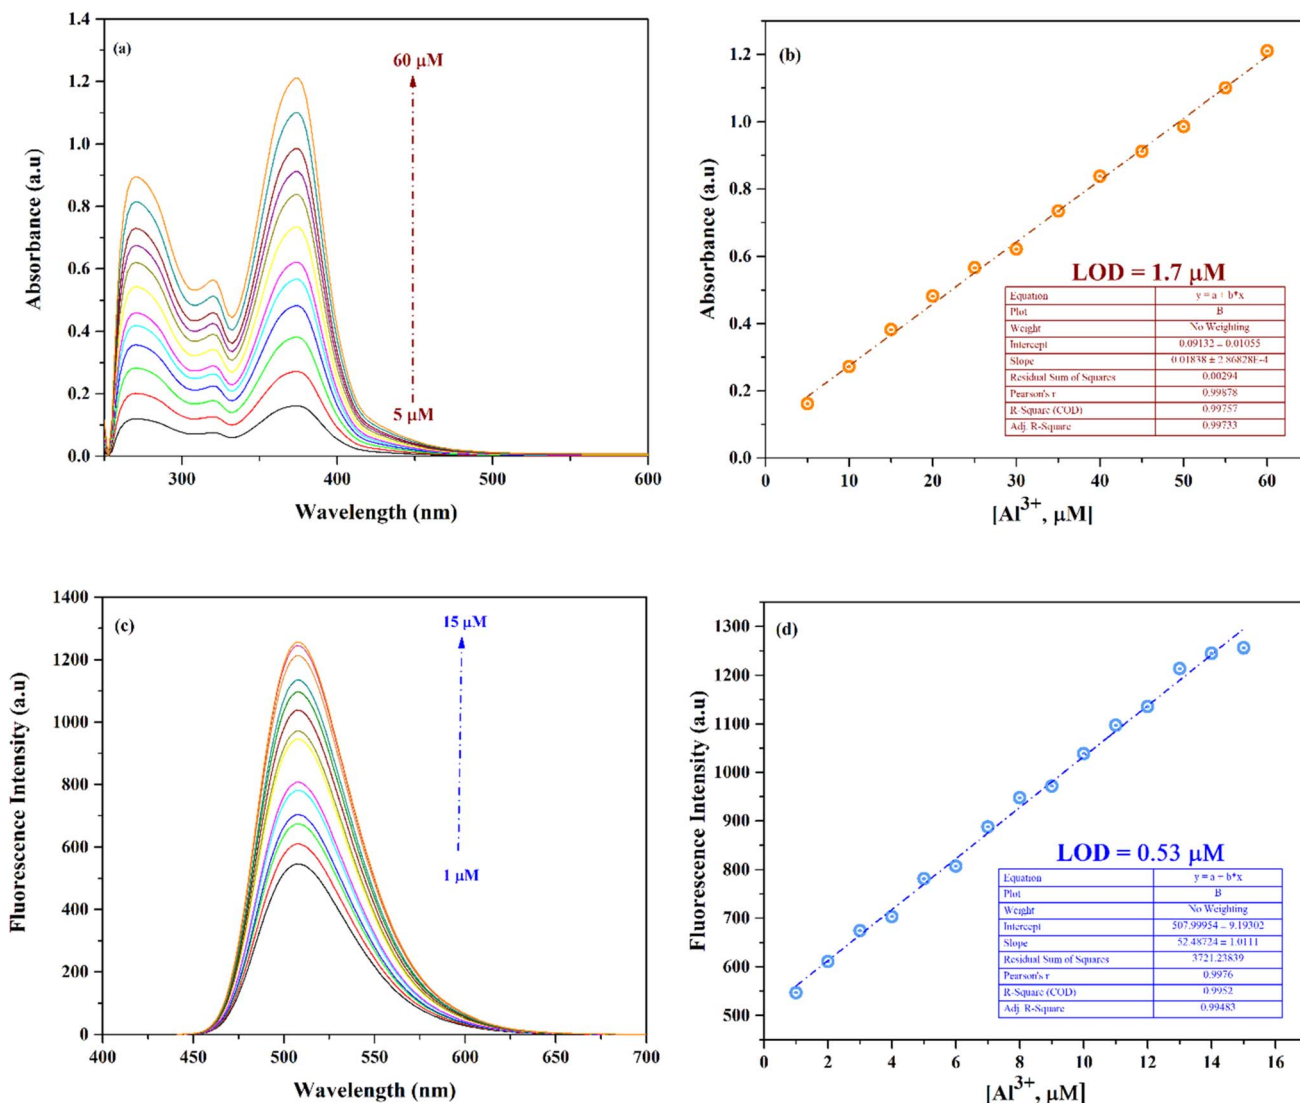 (a)
60 μM
5 μM
1.4
1.2
1.0
0.8
0.6
0.4
0.2
0.0
Absorbance (a.u)
250 300 350 400 450 500 550 600
Wavelength (nm)
(b)
1.2
1.0
0.8
0.6
0.4
0.2
0.0
Absorbance (a.u)
LOD = 1.7 μM
Equation y = a + b*x
Plot B
Weight No Weighting
Intercept 0.09132 ± 0.01055
Slope 0.01838 ± 2.86828E-4
Residual Sum of Squares 0.00294
Pearson's r 0.99878
R-Square (COD) 0.99757
Adj. R-Square 0.99733
0 10 20 30 40 50 60
[Al3+, μM]
(c)
15 μM
1 μM
1400
1200
1000
800
600
400
200
0
Fluorescence Intensity (a.u)
400 450 500 550 600 650 700
Wavelength (nm)
(d)
1300
1200
1100
1000
900
800
700
600
500
Fluorescence Intensity (a.u)
LOD = 0.53 μM
Equation y = a + b*x
Plot B
Weight No Weighting
Intercept 507.99954 ± 9.19302
Slope 52.48724 ± 1.0111
Residual Sum of Squares 3721.23839
Pearson's r 0.9976
R-Square (COD) 0.9952
Adj. R-Square 0.99483
0 2 4 6 8 10 12 14 16
[Al3+, μM]